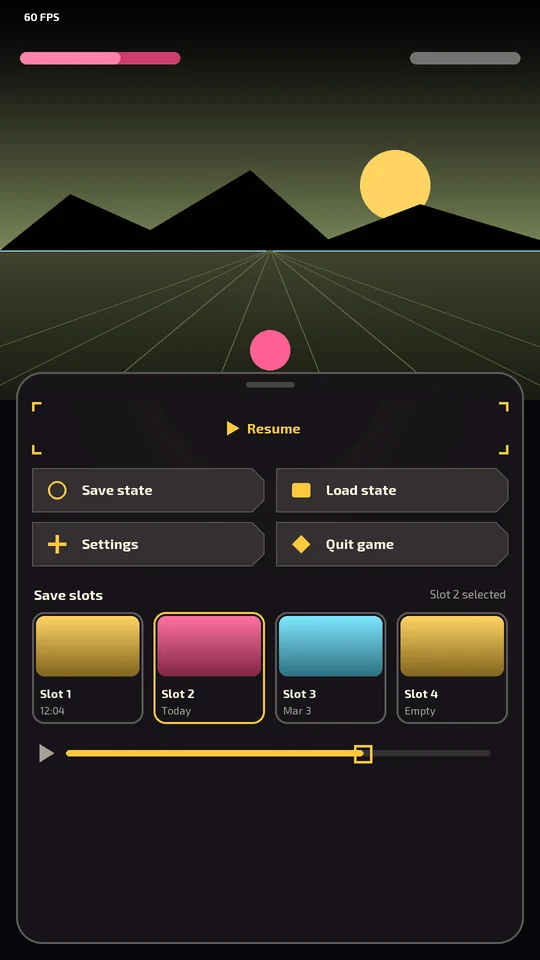 60 FPS
Resume
Save state
Load state
Settings
Quit game
Save slots
Slot 2 selected
Slot 1
12:04
Slot 2
Today
Slot 3
Mar 3
Slot 4
Empty